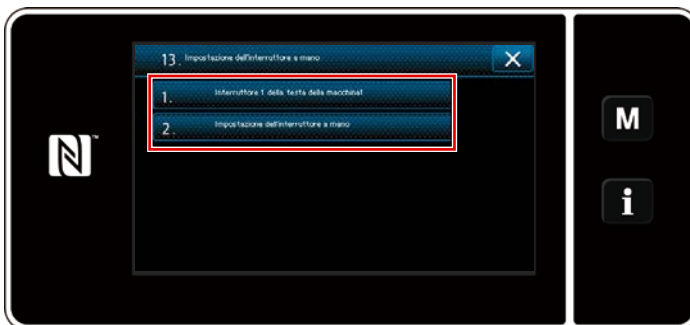 13. Impostazione dell'interruttore a mano
1. Interruttore 1 della testa della macchina1
2. Impostazione dell'interruttore a mano
M
i